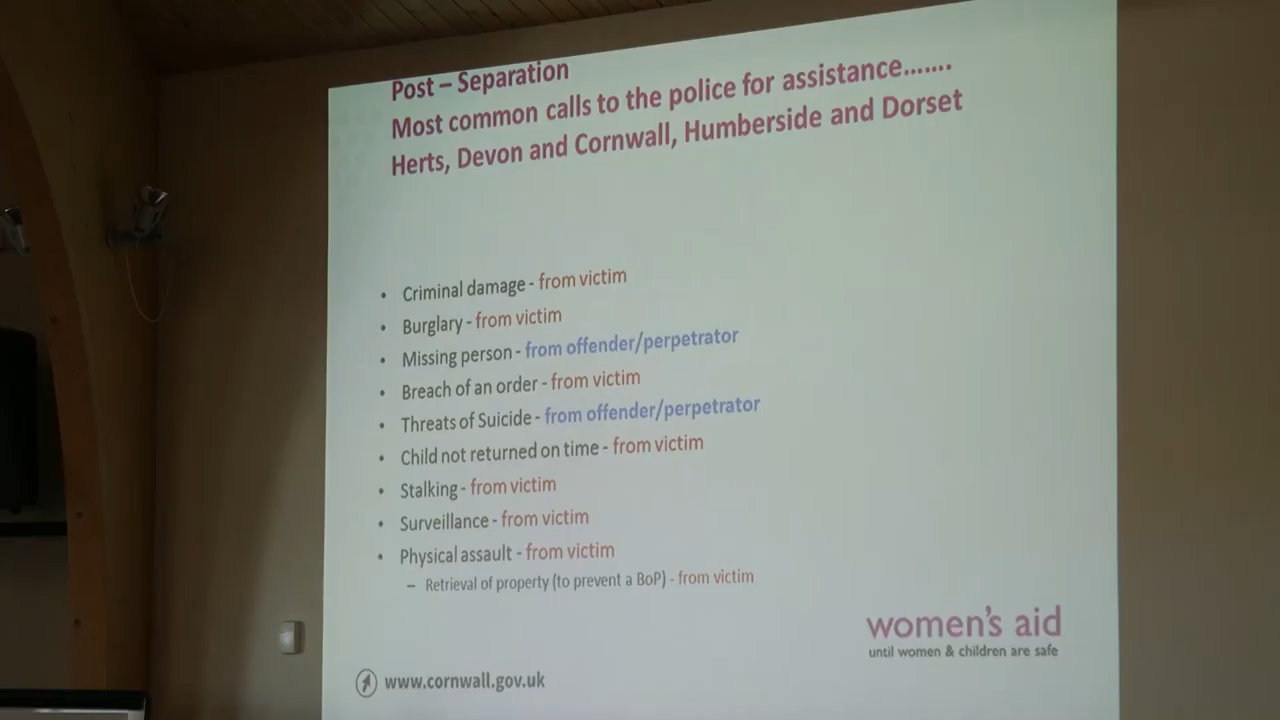 Post – Separation
Most common calls to the police for assistance.......
Herts, Devon and Cornwall, Humberside and Dorset
• Criminal damage - from victim
• Burglary - from victim
• Missing person - from offender/perpetrator
• Breach of an order - from victim
• Threats of Suicide - from offender/perpetrator
• Child not returned on time - from victim
• Stalking - from victim
• Surveillance - from victim
• Physical assault - from victim
– Retrieval of property (to prevent a BoP) - from victim
women's aid
until women & children are safe
www.cornwall.gov.uk